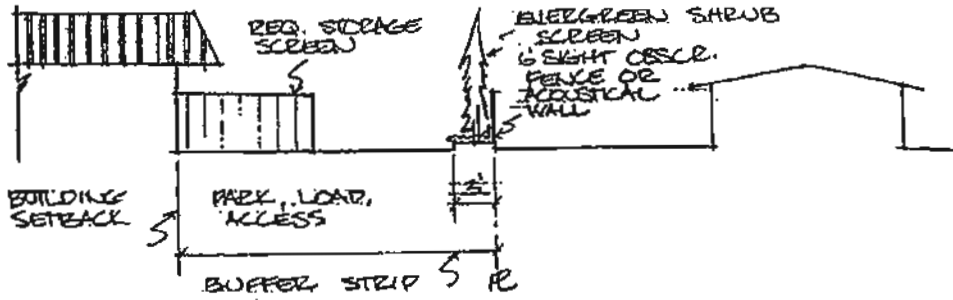 REQ. STORAGE
SCREEN
EVERGREEN SHRUB
SCREEN
6' SIGHT OBSCR.
FENCE OR
ACOUSTICAL
WALL
BUILDING
SETBACK
PARK, LOAD,
ACCESS
5'
BUFFER STRIP
PL